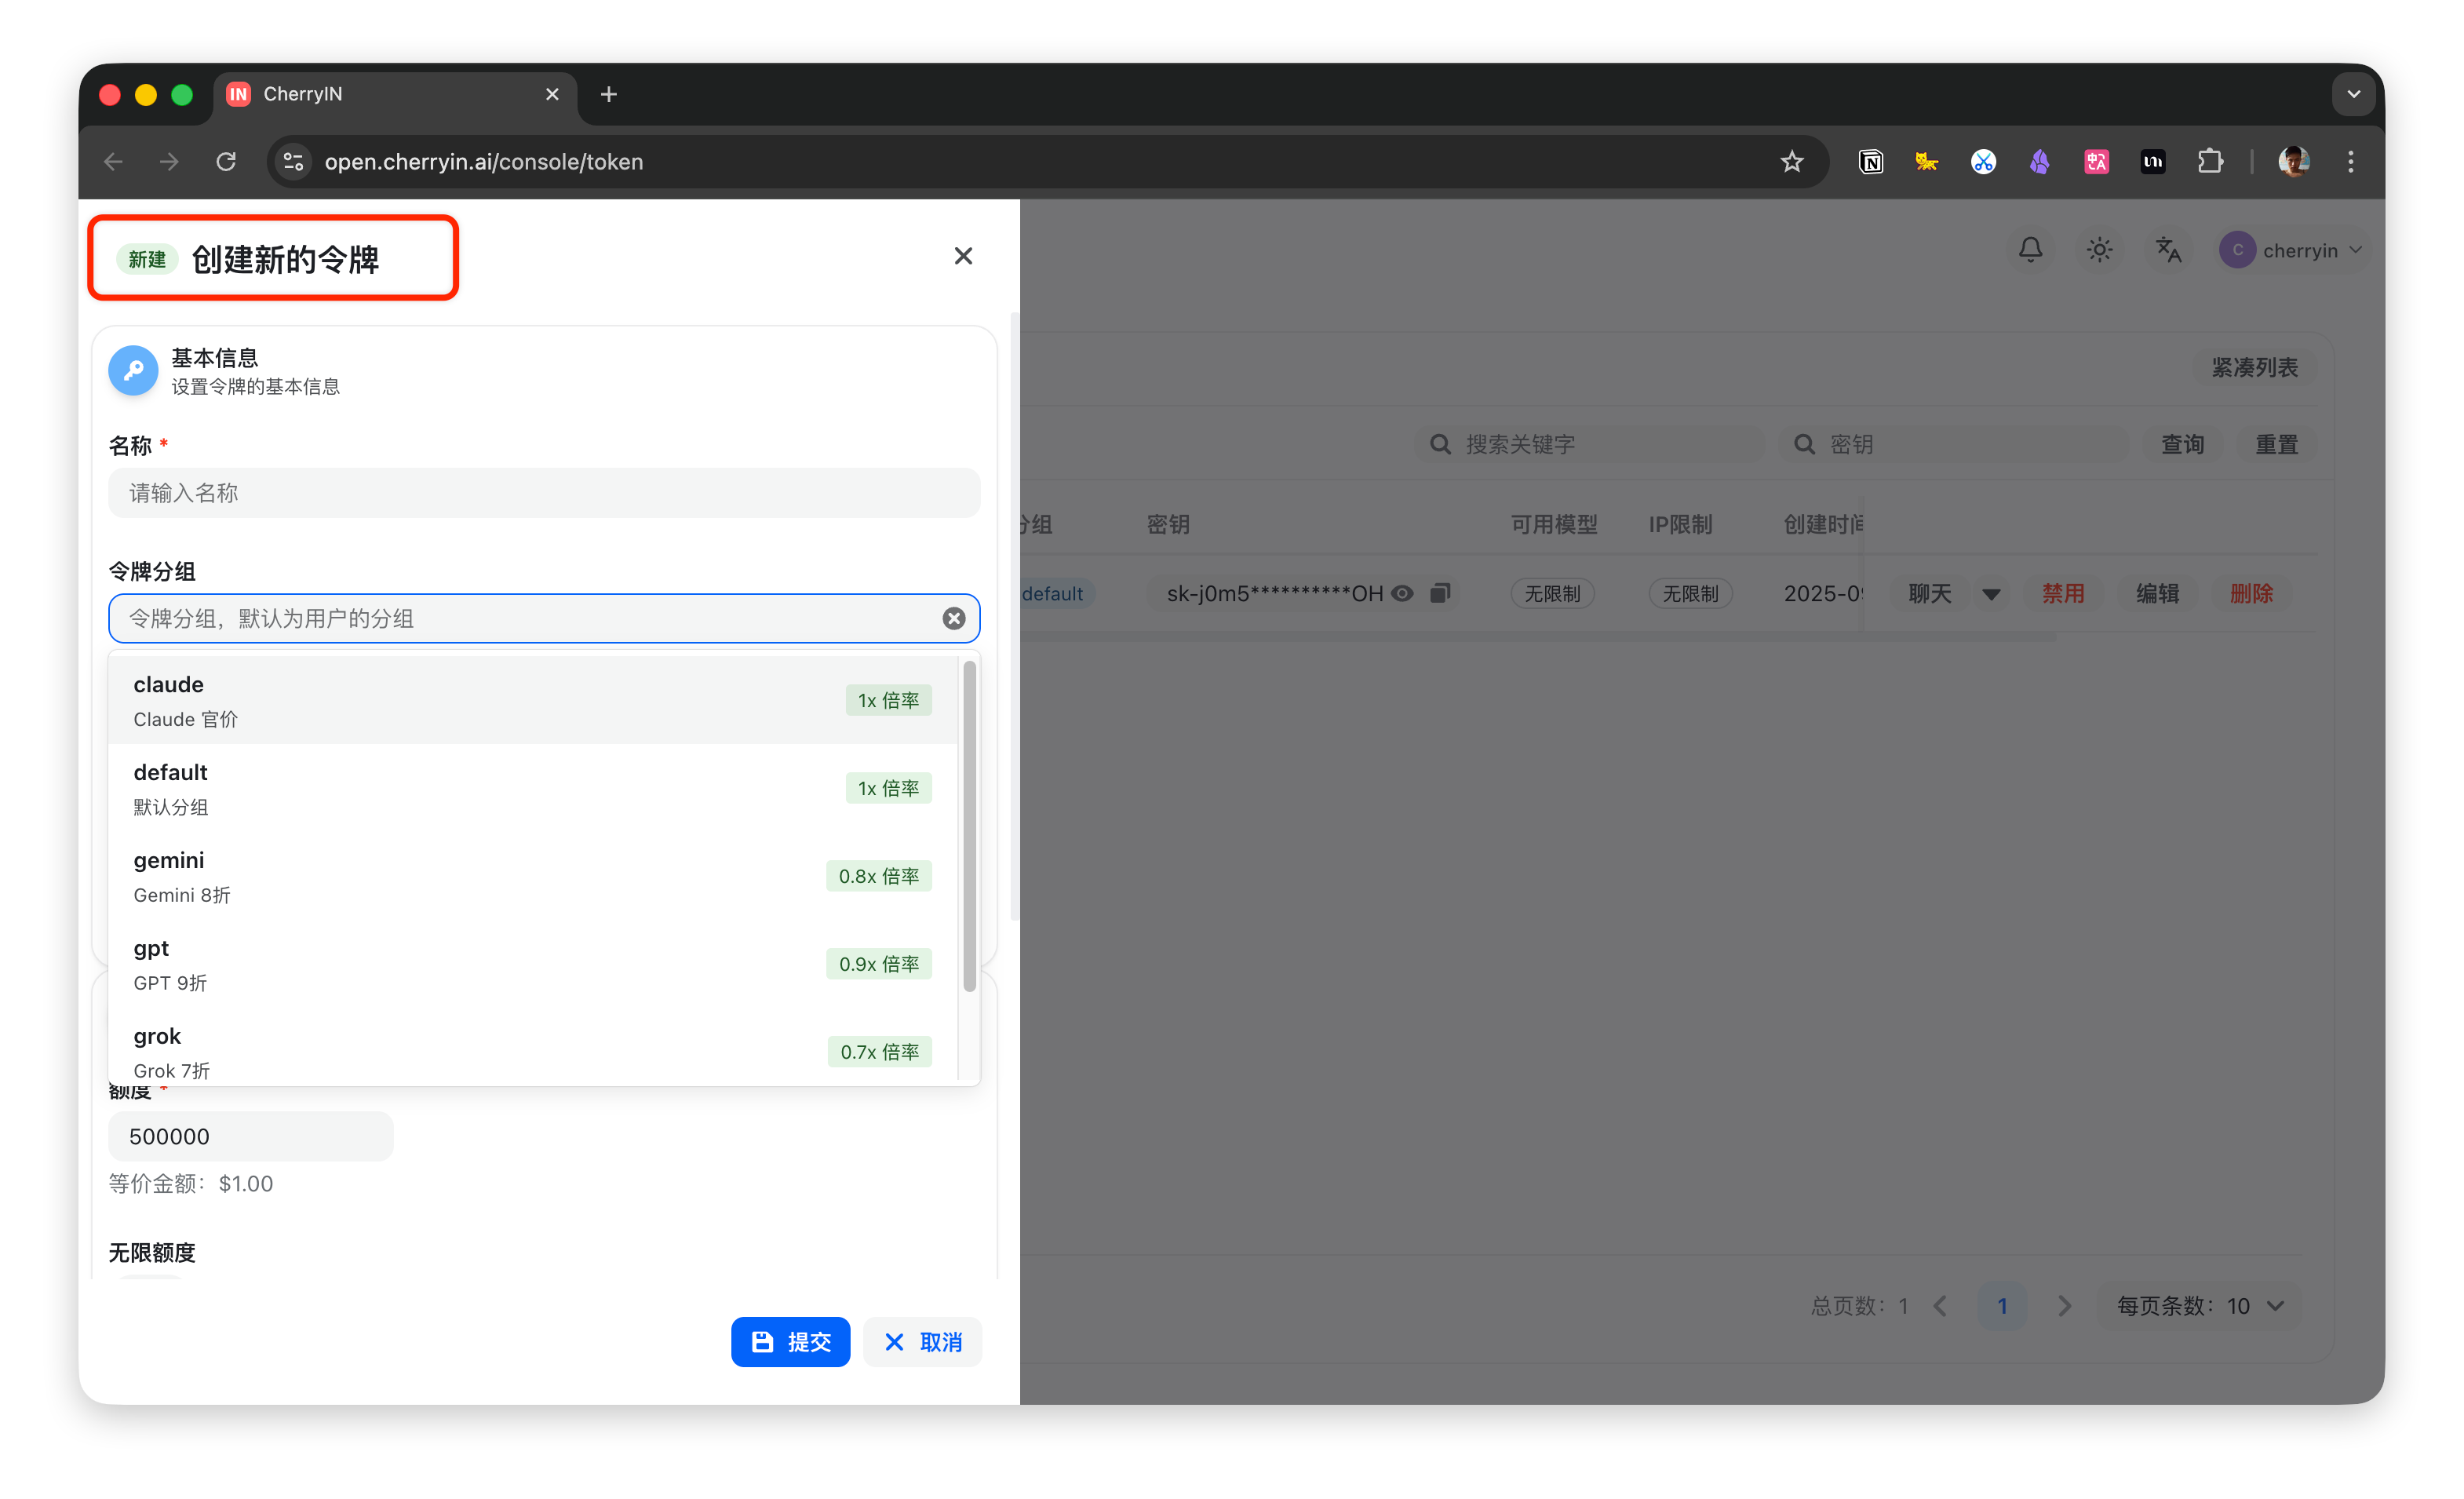 IN CherryIN
open.cherryin.ai/console/token
新建 创建新的令牌
C cherryin
基本信息
设置令牌的基本信息
紧凑列表
名称 *
请输入名称
搜索关键字 密钥 查询 重置
分组 密钥 可用模型 IP限制 创建时间
令牌分组
令牌分组，默认为用户的分组
default sk-j0m5**********OH 无限制 无限制 2025-09 聊天 禁用 编辑 删除
claude
Claude 官价
1x 倍率
default
默认分组
1x 倍率
gemini
Gemini 8折
0.8x 倍率
gpt
GPT 9折
0.9x 倍率
grok
Grok 7折
0.7x 倍率
额度 *
500000
等价金额：$1.00
无限额度
总页数：1 1 每页条数：10
提交 取消